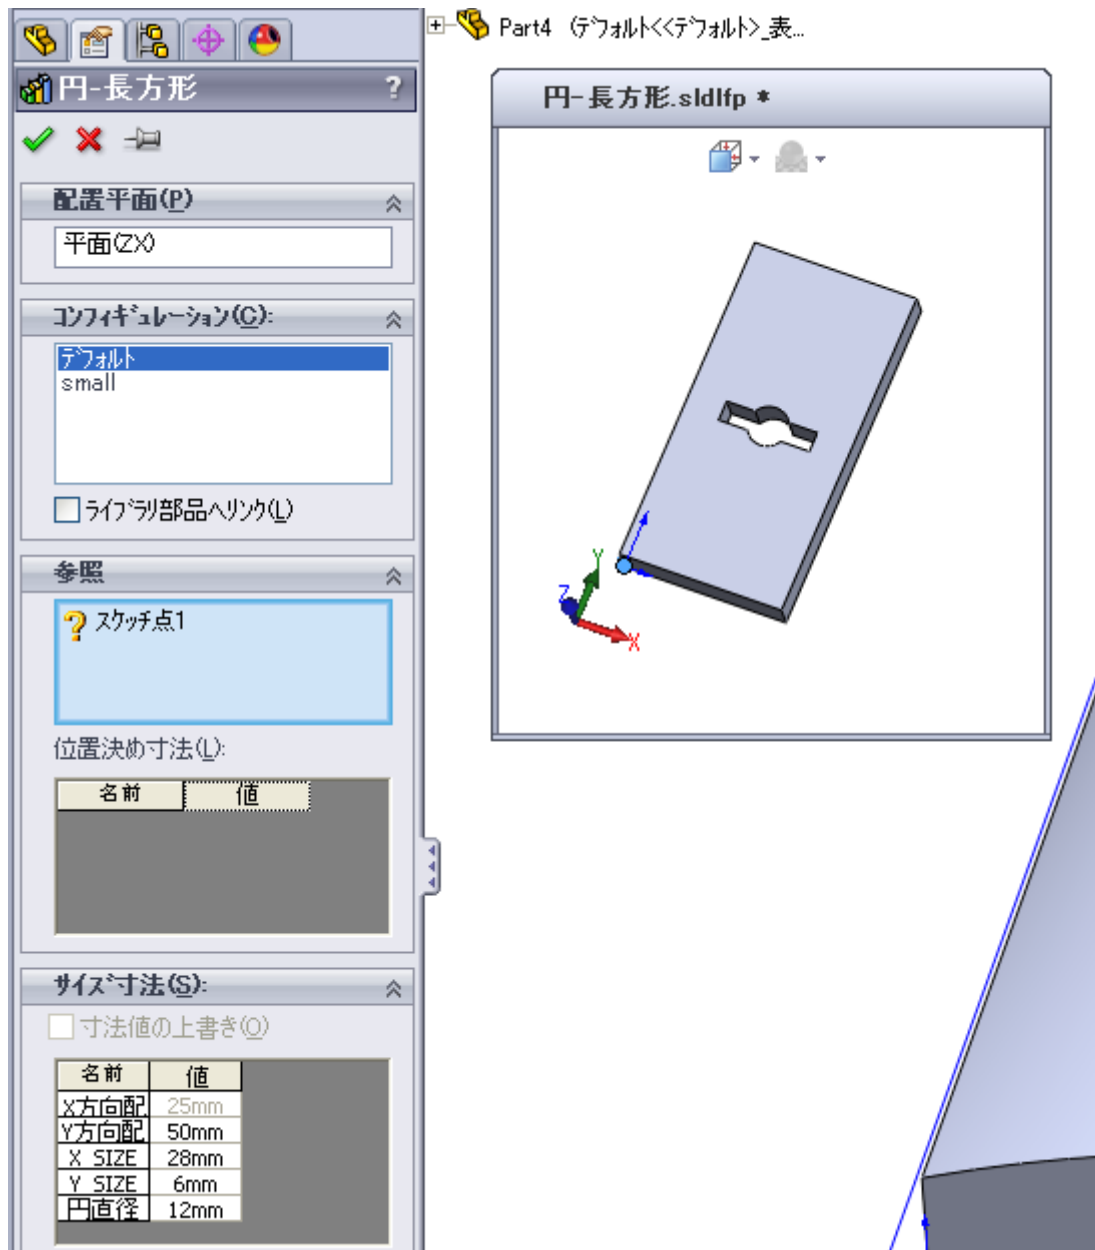 Part4 (デフォルト<<デフォルト>_表...
円-長方形
?
円-長方形.sldlfp *
配置平面(P)
平面(ZX)
コンフィギュレーション(C):
デフォルト
small
ライブラリ部品へリンク(L)
参照
? スケッチ点1
Y
Z
X
位置決め寸法(L):
名前 値
サイズ寸法(S):
寸法値の上書き(O)
名前 値
X方向配 25mm
Y方向配 50mm
X SIZE 28mm
Y SIZE 6mm
円直径 12mm